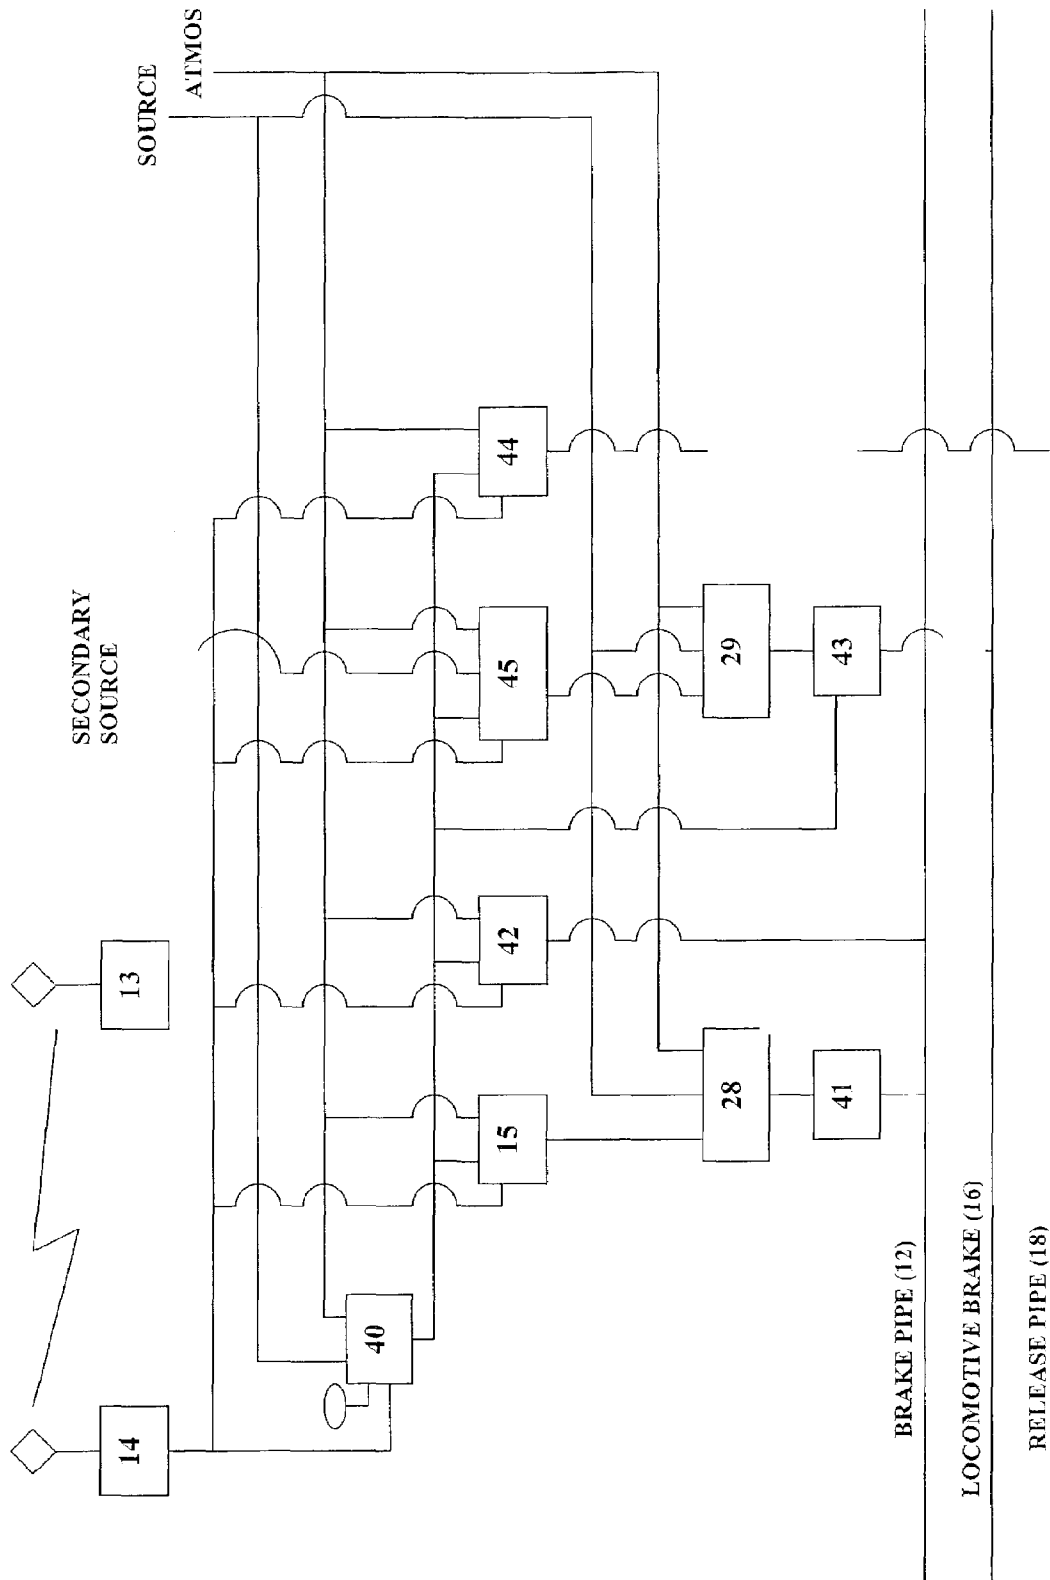 14
13
SECONDARY
SOURCE
SOURCE
ATMOS
40
15
42
45
44
28
29
41
43
BRAKE PIPE (12)
LOCOMOTIVE BRAKE (16)
RELEASE PIPE (18)